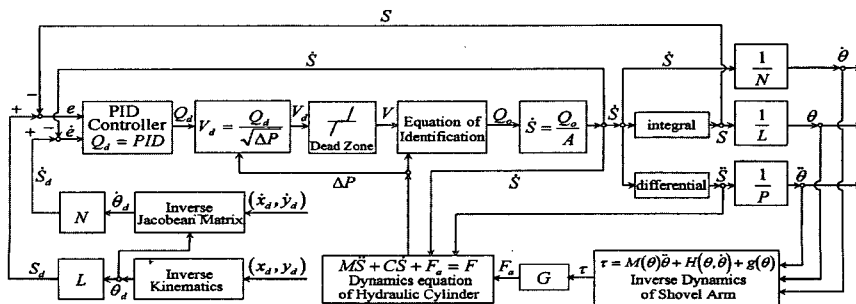 S
Ṡ
−
+
e
+
−
ė
PID
Controller
Q_d = PID
Q_d
V_d = Q_d / √ΔP
V_d
Dead Zone
V
Equation of
Identification
Q_o
Ṡ = Q_o / A
Ṡ
Ṡ
1/N
θ̇
integral
S
1/L
θ
differential
S̈
1/P
θ̈
Ṡ
ΔP
Ṡ_d
N
θ̇_d
Inverse
Jacobean Matrix
(ẋ_d, ẏ_d)
S_d
L
θ_d
Inverse
Kinematics
(x_d, y_d)
MS̈ + CṠ + F_a = F
Dynamics equation
of Hydraulic Cylinder
F_a
G
τ
τ = M(θ)θ̈ + H(θ,θ̇) + g(θ)
Inverse Dynamics
of Shovel Arm